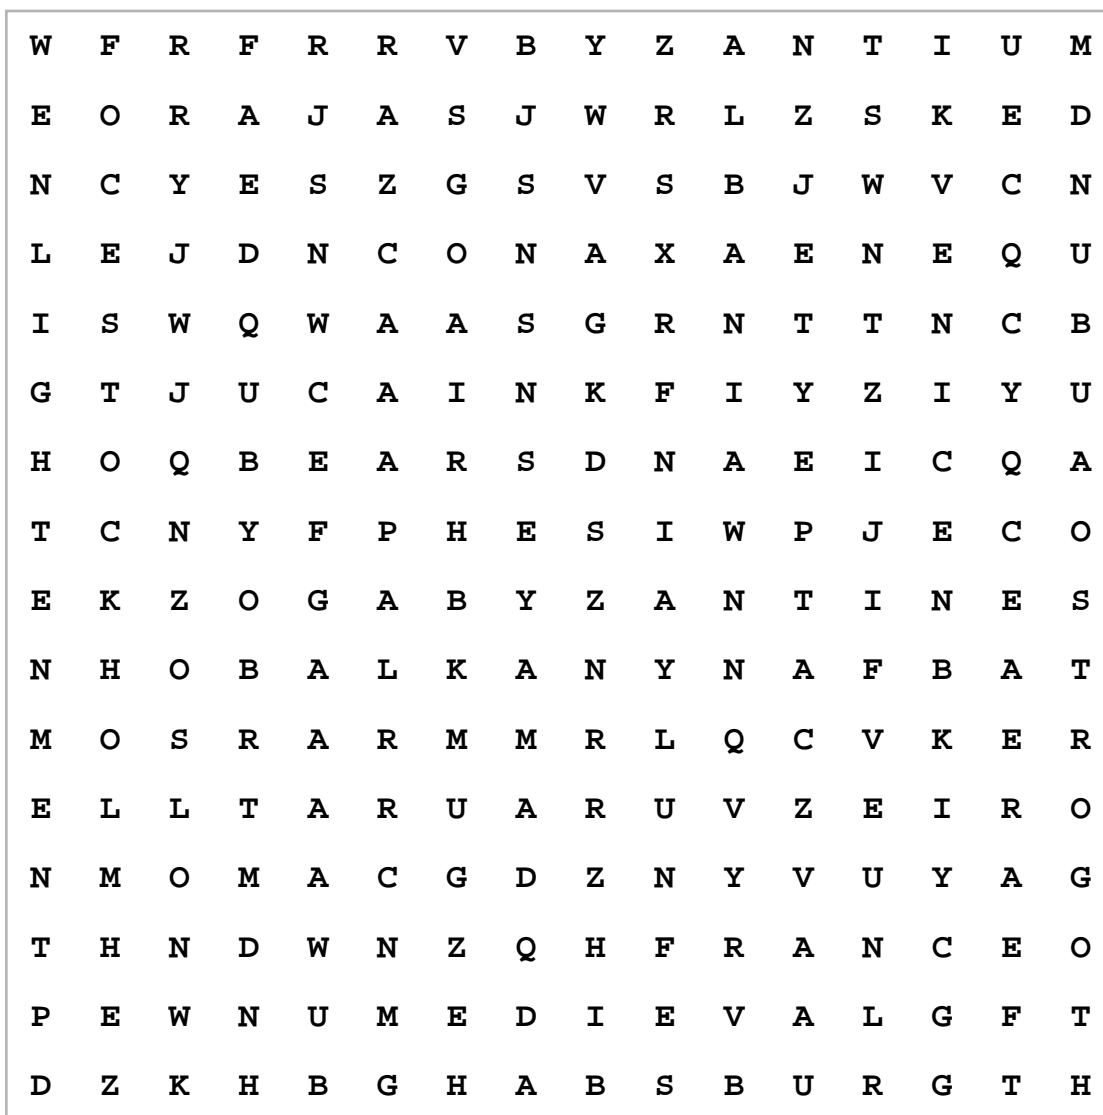 W F R F R R V B Y Z A N T I U M
E O R A J A S J W R L Z S K E D
N C Y E S Z G S V S B J W V C N
L E J D N C O N A X A E N E Q U
I S W Q W A A S G R N T T N C B
G T J U C A I N K F I Y Z I Y U
H O Q B E A R S D N A E I C Q A
T C N Y F P H E S I W P J E C O
E K Z O G A B Y Z A N T I N E S
N H O B A L K A N Y N A F B A T
M O S R A R M M R L Q C V K E R
E L L T A R U A R U V Z E I R O
N M O M A C G D Z N Y V U Y A G
T H N D W N Z Q H F R A N C E O
P E W N U M E D I E V A L G F T
D Z K H B G H A B S B U R G T H